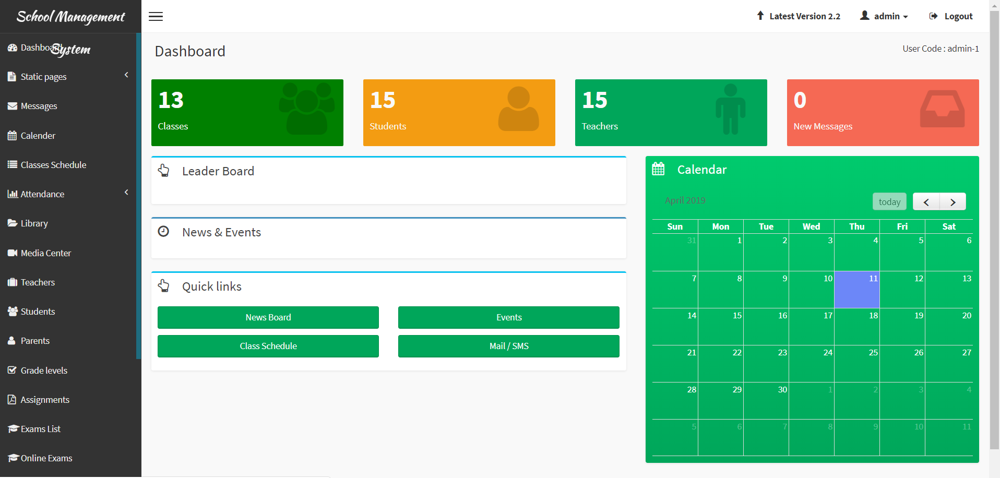 School Management
System
Latest Version 2.2
admin
Logout
Dashboard
Static pages
Messages
Calender
Classes Schedule
Attendance
Library
Media Center
Teachers
Students
Parents
Grade levels
Assignments
Exams List
Online Exams
Dashboard
User Code : admin-1
13
Classes
15
Students
15
Teachers
0
New Messages
Leader Board
News & Events
Quick links
News Board
Events
Class Schedule
Mail / SMS
Calendar
April 2019
today
Sun Mon Tue Wed Thu Fri Sat
31 1 2 3 4 5 6
7 8 9 10 11 12 13
14 15 16 17 18 19 20
21 22 23 24 25 26 27
28 29 30 1 2 3 4
5 6 7 8 9 10 11